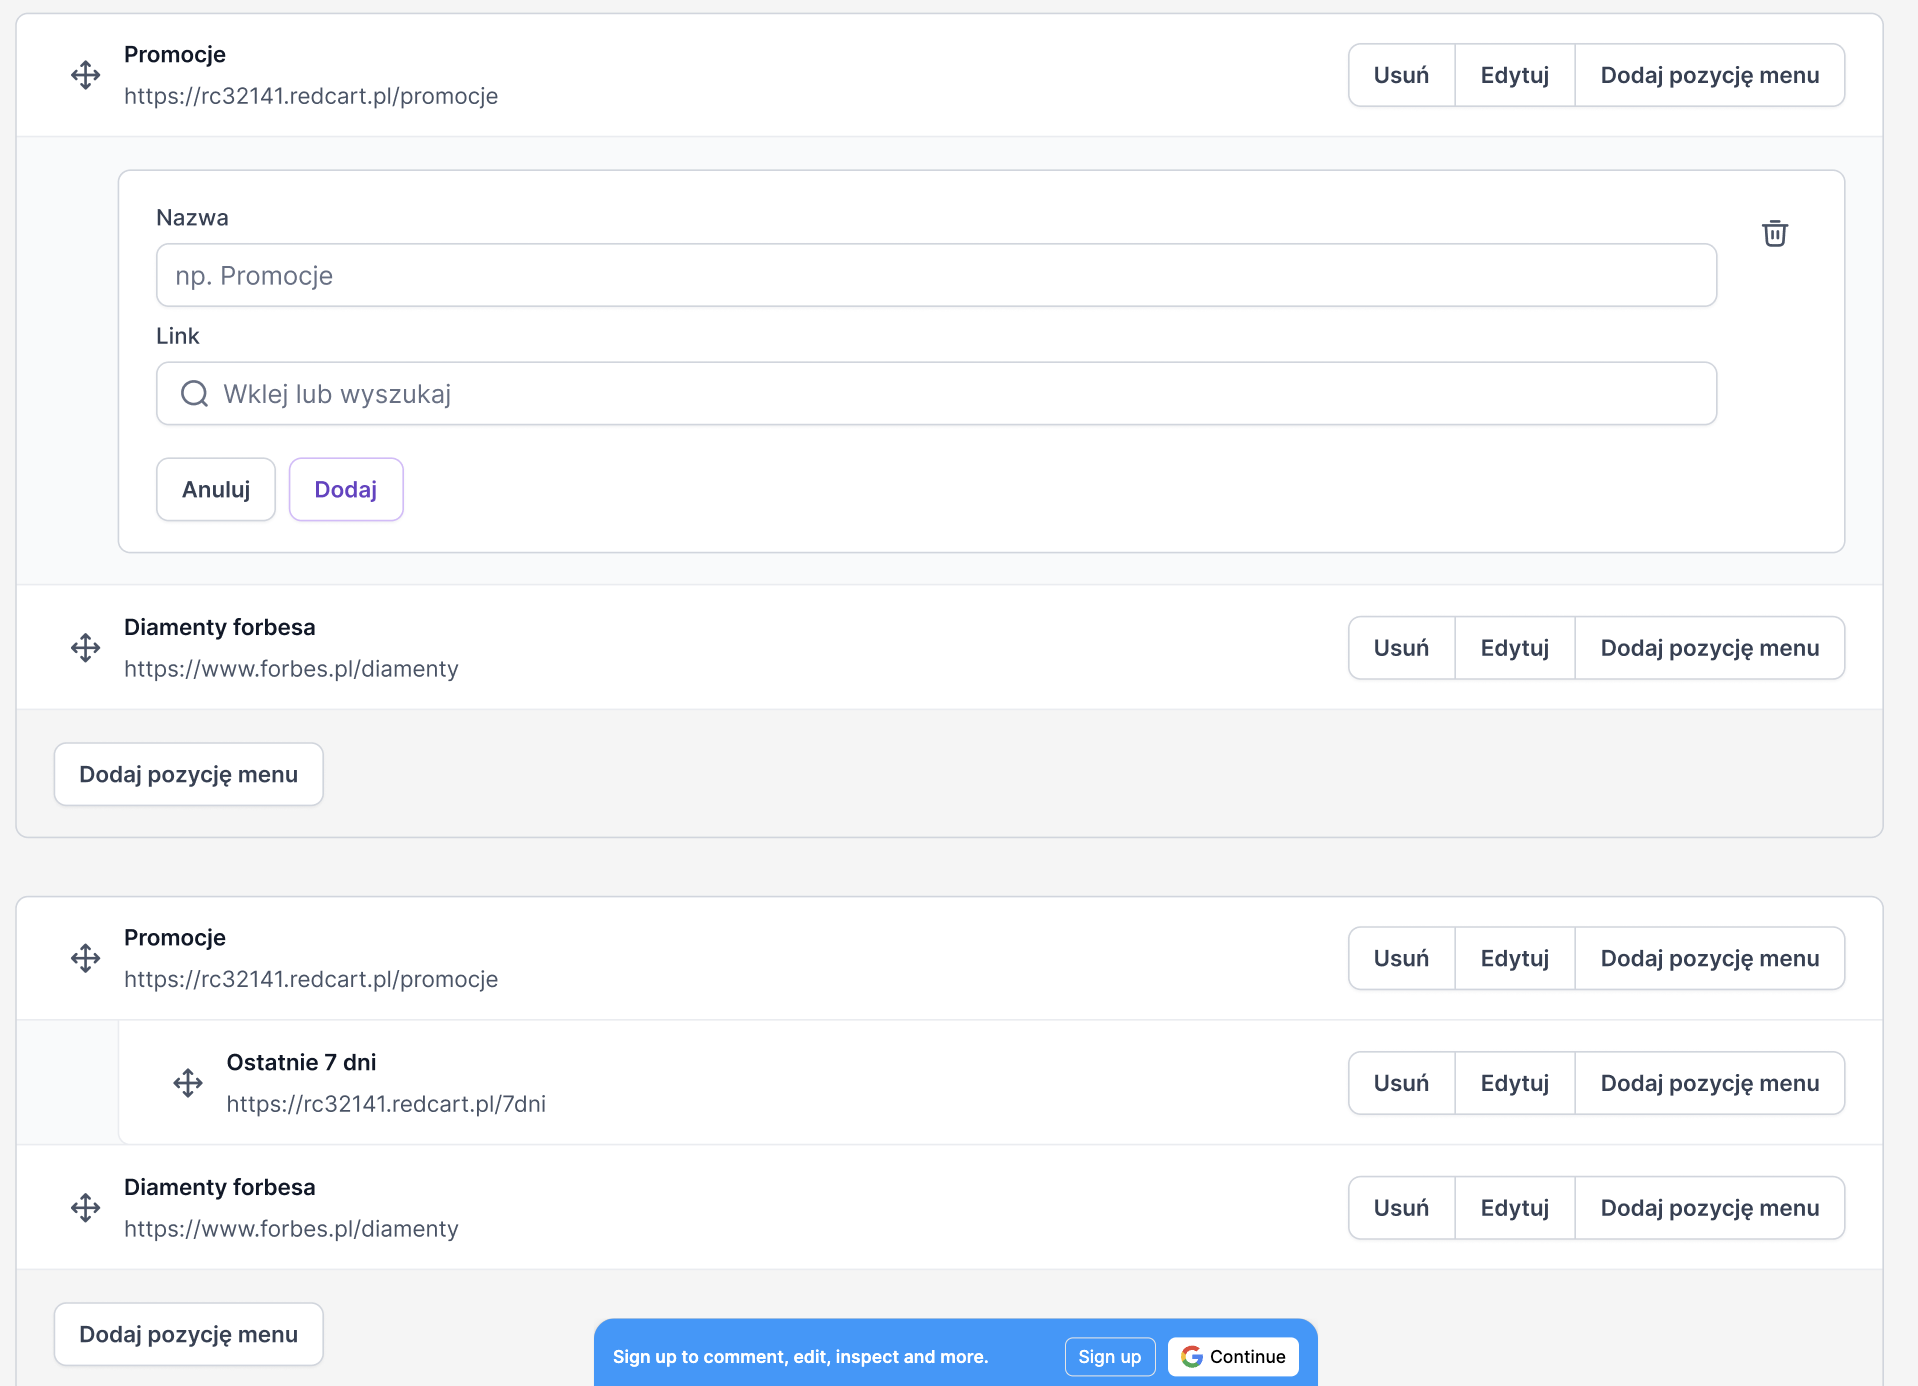 Promocje
https://rc32141.redcart.pl/promocje
Usuń
Edytuj
Dodaj pozycję menu
Nazwa
np. Promocje
Link
Wklej lub wyszukaj
Anuluj
Dodaj
Diamenty forbesa
https://www.forbes.pl/diamenty
Usuń
Edytuj
Dodaj pozycję menu
Dodaj pozycję menu
Promocje
https://rc32141.redcart.pl/promocje
Usuń
Edytuj
Dodaj pozycję menu
Ostatnie 7 dni
https://rc32141.redcart.pl/7dni
Usuń
Edytuj
Dodaj pozycję menu
Diamenty forbesa
https://www.forbes.pl/diamenty
Usuń
Edytuj
Dodaj pozycję menu
Dodaj pozycję menu
Sign up to comment, edit, inspect and more.
Sign up
Continue